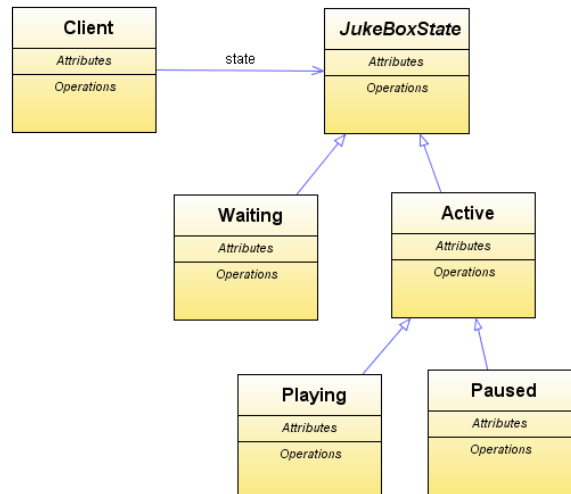 Client
Attributes
Operations
state
JukeBoxState
Attributes
Operations
Waiting
Attributes
Operations
Active
Attributes
Operations
Playing
Attributes
Operations
Paused
Attributes
Operations